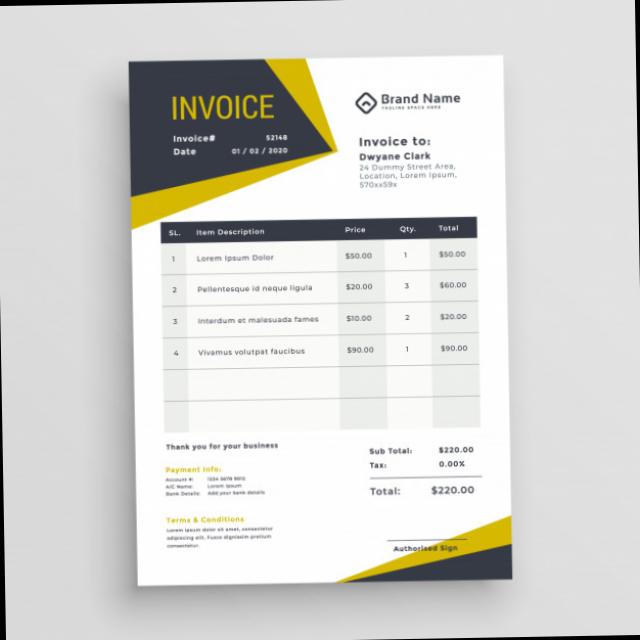 INVOICE
Invoice# 52148
Date 01 / 02 / 2020
Brand Name
TAGLINE SPACE HERE
Invoice to:
Dwyane Clark
24 Dummy Street Area,
Location, Lorem Ipsum,
570xx59x
SL. Item Description Price Qty. Total
1 Lorem Ipsum Dolor $50.00 1 $50.00
2 Pellentesque id neque ligula $20.00 3 $60.00
3 Interdum et malesuada fames $10.00 2 $20.00
4 Vivamus volutpat faucibus $90.00 1 $90.00
Thank you for your business
Sub Total: $220.00
Tax: 0.00%
Total: $220.00
Payment Info:
Account #: 1234 5678 9012
A/C Name: Lorem Ipsum
Bank Details: Add your bank details
Terms & Conditions
Lorem ipsum dolor sit amet, consectetur
adipiscing elit. Fusce dignissim pretium
consectetur.
Authorised Sign